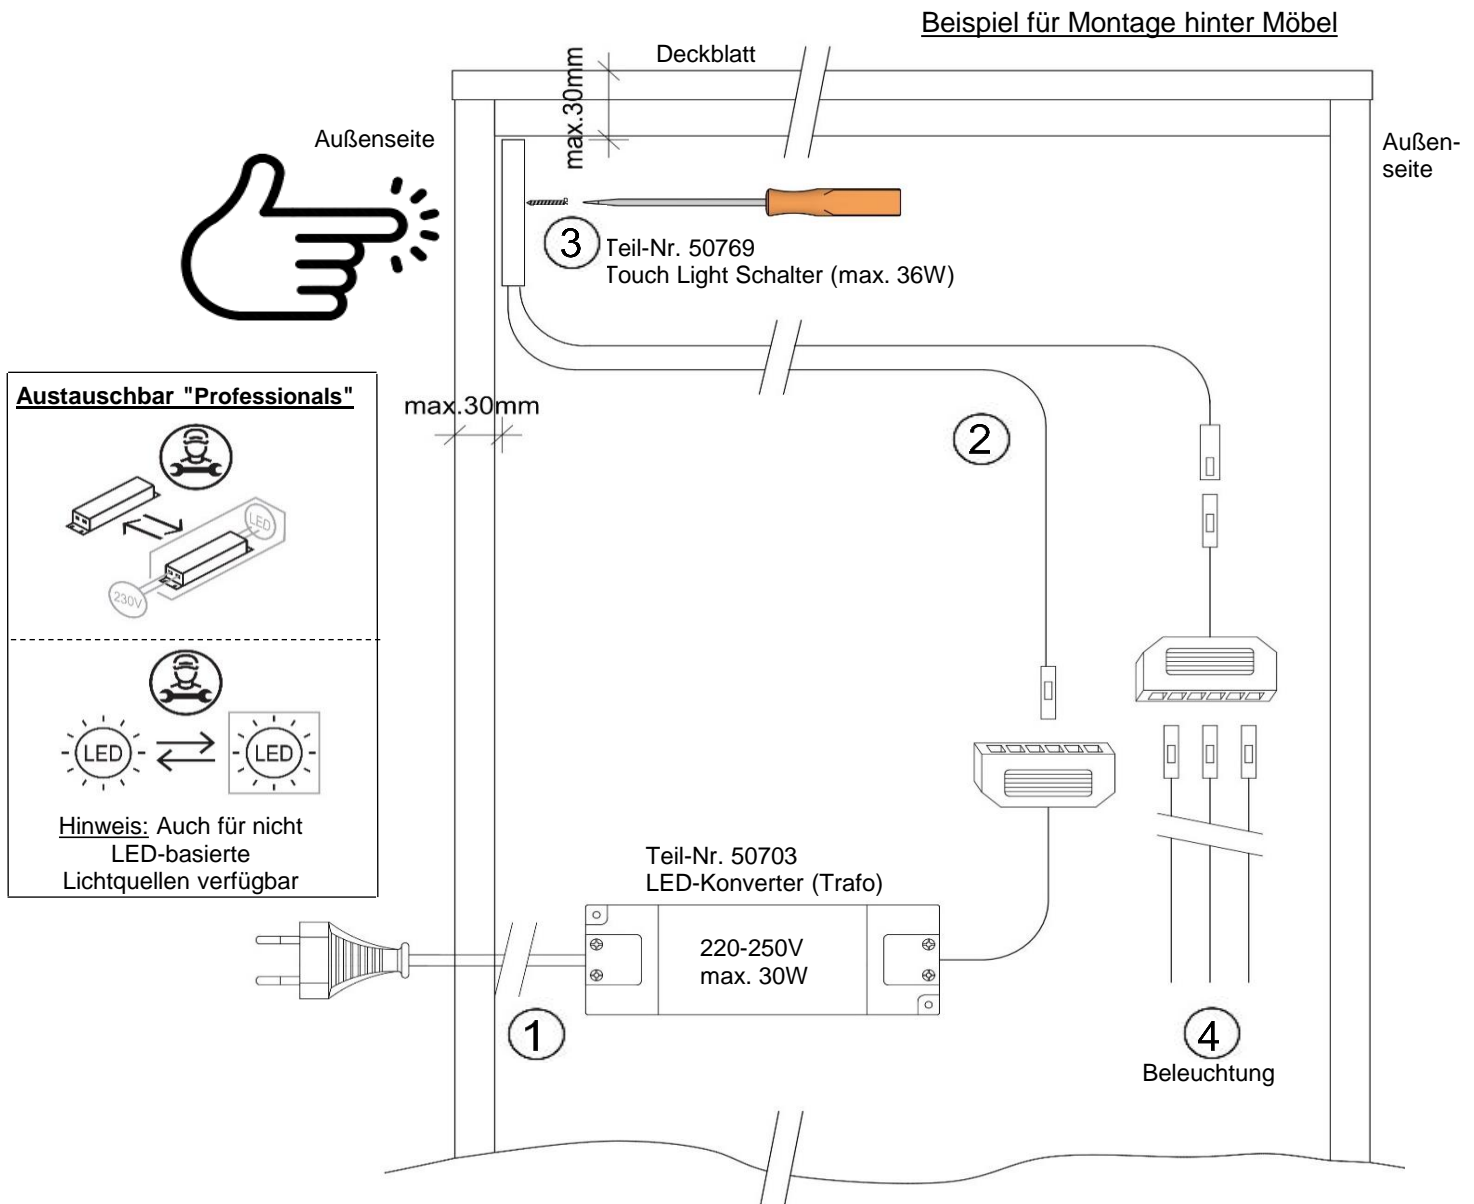 Beispiel für Montage hinter Möbel
Deckblatt
max.30mm
Außenseite
Außen-
seite
3
Teil-Nr. 50769
Touch Light Schalter (max. 36W)
Austauschbar "Professionals"
LED
230V
LED
LED
Hinweis: Auch für nicht
LED-basierte
Lichtquellen verfügbar
max.30mm
2
Teil-Nr. 50703
LED-Konverter (Trafo)
220-250V
max. 30W
1
4
Beleuchtung